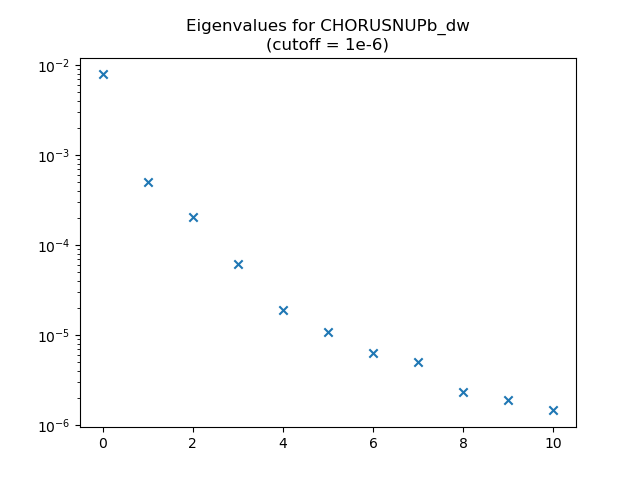 Eigenvalues for CHORUSNUPb_dw
(cutoff = 1e-6)
10⁻²
10⁻³
10⁻⁴
10⁻⁵
10⁻⁶
0 2 4 6 8 10